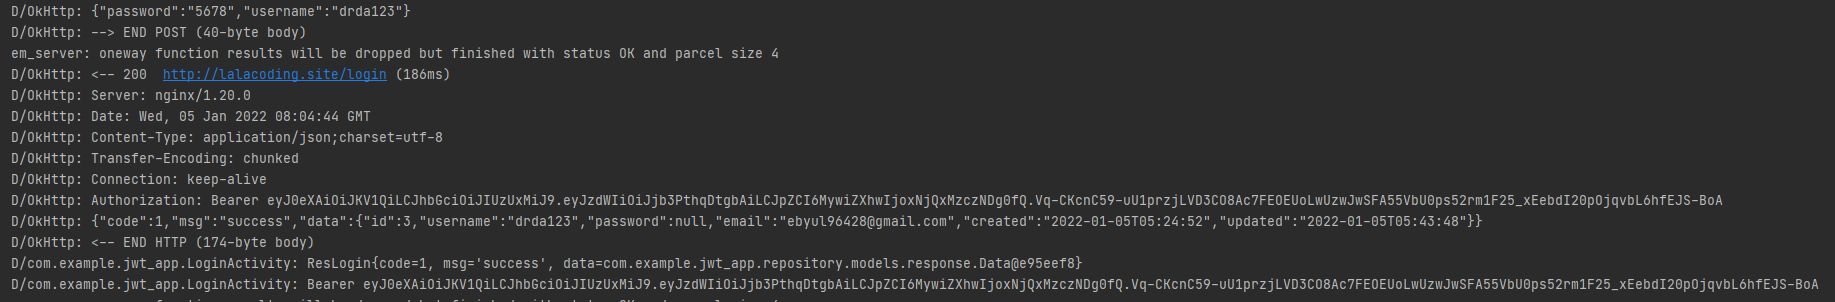 D/OkHttp: {"password":"5678","username":"drda123"}
D/OkHttp: --> END POST (40-byte body)
em_server: oneway function results will be dropped but finished with status OK and parcel size 4
D/OkHttp: <-- 200  http://lalacoding.site/login (186ms)
D/OkHttp: Server: nginx/1.20.0
D/OkHttp: Date: Wed, 05 Jan 2022 08:04:44 GMT
D/OkHttp: Content-Type: application/json;charset=utf-8
D/OkHttp: Transfer-Encoding: chunked
D/OkHttp: Connection: keep-alive
D/OkHttp: Authorization: Bearer eyJ0eXAiOiJKV1QiLCJhbGciOiJIUzUxMiJ9.eyJzdWIiOiJjb3PthqDtgbAiLCJpZCI6MywiZXhwIjoxNjQxMzczNDg0fQ.Vq-CKcnC59-uU1przjLVD3CO8Ac7FEOEUoLwUzwJwSFA55VbU0ps52rm1F25_xEebdI20pOjqvbL6hfEJS-BoA
D/OkHttp: {"code":1,"msg":"success","data":{"id":3,"username":"drda123","password":null,"email":"ebyul96428@gmail.com","created":"2022-01-05T05:24:52","updated":"2022-01-05T05:43:48"}}
D/OkHttp: <-- END HTTP (174-byte body)
D/com.example.jwt_app.LoginActivity: ResLogin{code=1, msg='success', data=com.example.jwt_app.repository.models.response.Data@e95eef8}
D/com.example.jwt_app.LoginActivity: Bearer eyJ0eXAiOiJKV1QiLCJhbGciOiJIUzUxMiJ9.eyJzdWIiOiJjb3PthqDtgbAiLCJpZCI6MywiZXhwIjoxNjQxMzczNDg0fQ.Vq-CKcnC59-uU1przjLVD3CO8Ac7FEOEUoLwUzwJwSFA55VbU0ps52rm1F25_xEebdI20pOjqvbL6hfEJS-BoA